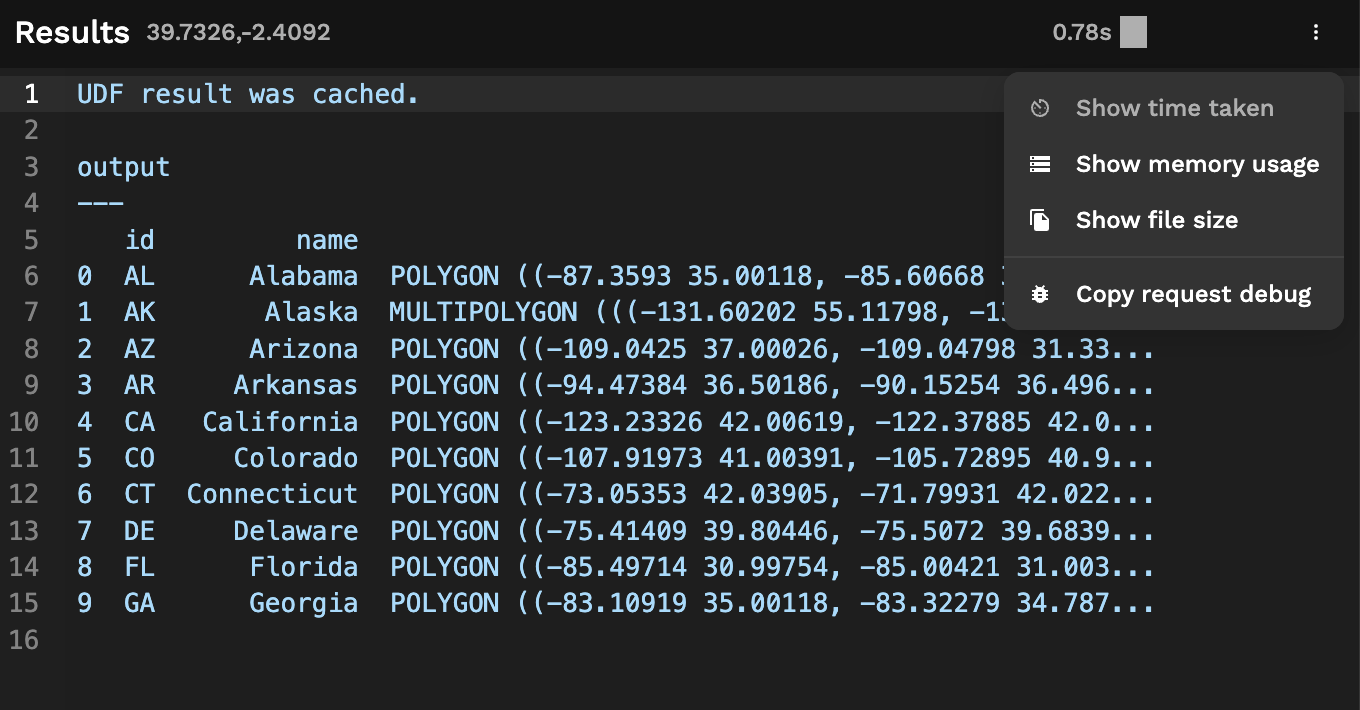 Results 39.7326,-2.4092 0.78s
1 UDF result was cached.
2
3 output
4 ---
5 id name
6 0 AL Alabama POLYGON ((-87.3593 35.00118, -85.60668
7 1 AK Alaska MULTIPOLYGON (((-131.60202 55.11798,
8 2 AZ Arizona POLYGON ((-109.0425 37.00026, -109.04798 31.33...
9 3 AR Arkansas POLYGON ((-94.47384 36.50186, -90.15254 36.496...
10 4 CA California POLYGON ((-123.23326 42.00619, -122.37885 42.0...
11 5 CO Colorado POLYGON ((-107.91973 41.00391, -105.72895 40.9...
12 6 CT Connecticut POLYGON ((-73.05353 42.03905, -71.79931 42.022...
13 7 DE Delaware POLYGON ((-75.41409 39.80446, -75.5072 39.6839...
14 8 FL Florida POLYGON ((-85.49714 30.99754, -85.00421 31.003...
15 9 GA Georgia POLYGON ((-83.10919 35.00118, -83.32279 34.787...
16
Show time taken
Show memory usage
Show file size
Copy request debug